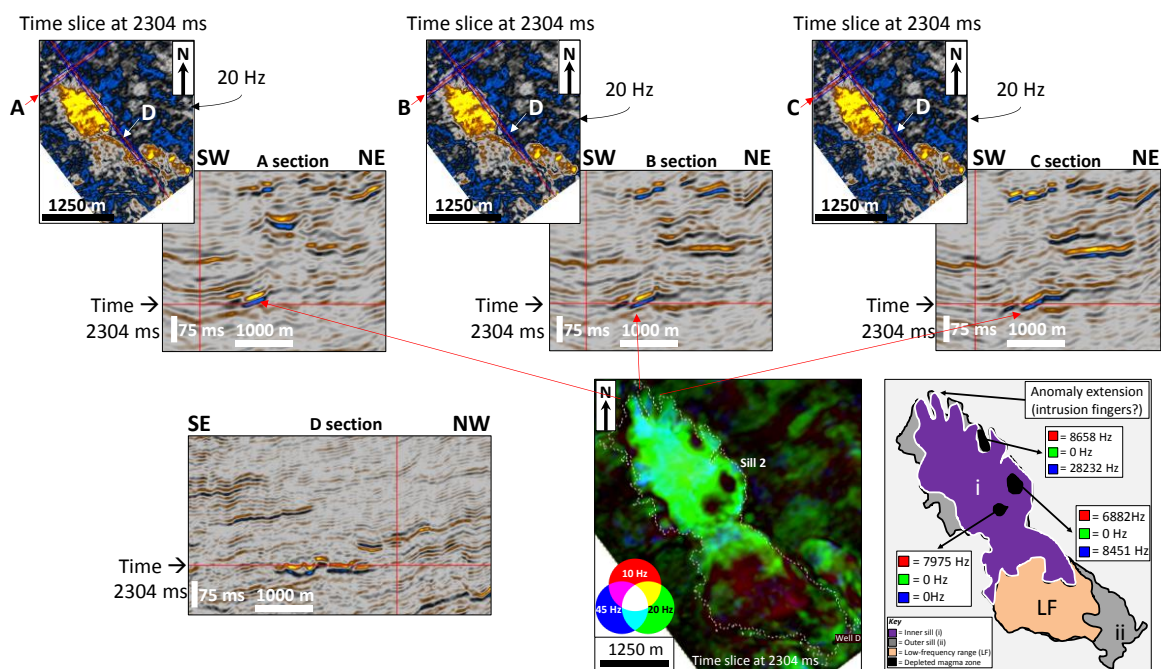 Time slice at 2304 ms
N
20 Hz
A
D
1250 m
SW A section NE
Time →
2304 ms
75 ms 1000 m
Time slice at 2304 ms
N
20 Hz
B
D
1250 m
SW B section NE
Time →
2304 ms
75 ms 1000 m
Time slice at 2304 ms
N
20 Hz
C
D
1250 m
SW C section NE
Time →
2304 ms
75 ms 1000 m
SE D section NW
Time →
2304 ms
75 ms 1000 m
N
Sill 2
10 Hz
45 Hz 20 Hz
Well D
1250 m
Time slice at 2304 ms
Anomaly extension
(intrusion fingers?)
= 8658 Hz
= 0 Hz
= 28232 Hz
i
= 6882Hz
= 0 Hz
= 8451 Hz
= 7975 Hz
= 0 Hz
= 0Hz
LF
ii
Key
= Inner sill (i)
= Outer sill (ii)
= Low-frequency range (LF)
= Depleted magma zone